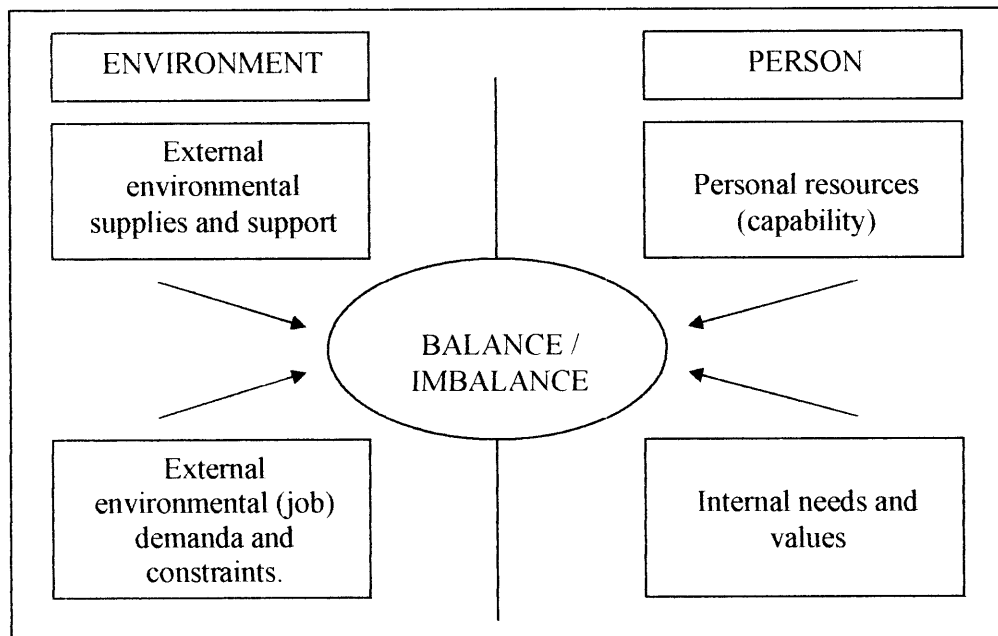 ENVIRONMENT
PERSON
External
environmental
supplies and support
Personal resources
(capability)
BALANCE /
IMBALANCE
External
environmental (job)
demanda and
constraints.
Internal needs and
values